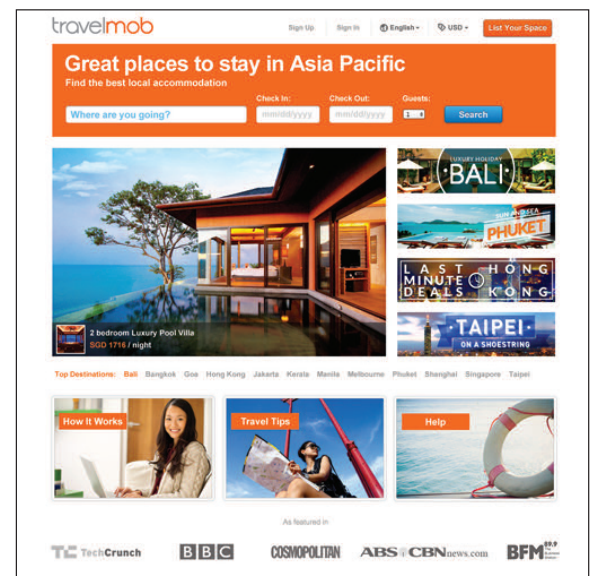 travelmob
Sign Up Sign In English USD List Your Space
Great places to stay in Asia Pacific
Find the best local accommodation
Check In: Check Out: Guests:
Where are you going? mm/dd/yyyy mm/dd/yyyy 1 Search
LUXURY HOLIDAY
BALI
SUN AND SEA
PHUKET
LAST HONG
MINUTE
DEALS KONG
TAIPEI
ON A SHOESTRING
2 bedroom Luxury Pool Villa
SGD 1716 / night
Top Destinations: Bali Bangkok Goa Hong Kong Jakarta Kerala Manila Melbourne Phuket Shanghai Singapore Taipei
How It Works Travel Tips Help
As featured in
TechCrunch BBC COSMOPOLITAN ABS CBNnews.com BFM 89.9